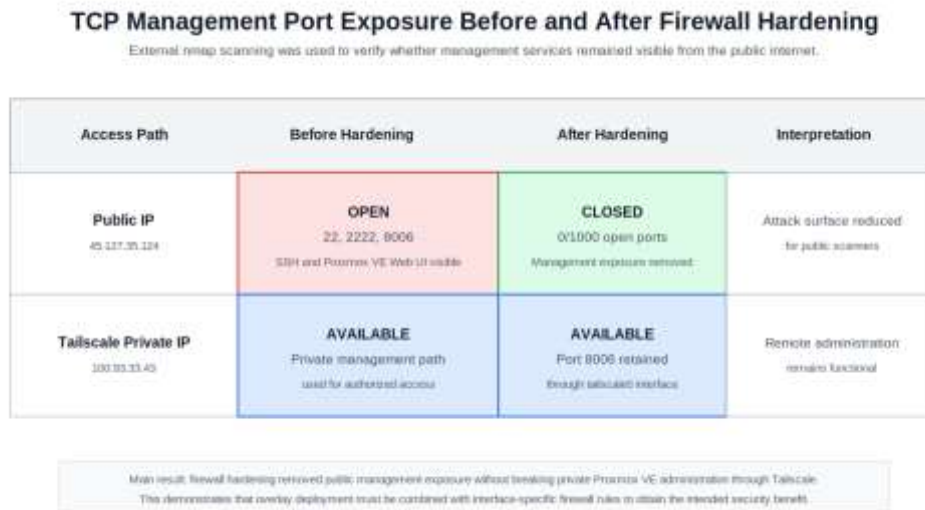 TCP Management Port Exposure Before and After Firewall Hardening
External nmap scanning was used to verify whether management services remained visible from the public internet.
Access Path Before Hardening After Hardening Interpretation
Public IP
45.137.35.124
OPEN
22, 2222, 8006
SSH and Proxmox VE Web UI visible
CLOSED
0/1000 open ports
Management exposure removed
Attack surface reduced
for public scanners
Tailscale Private IP
AVAILABLE
Private management path
used for authorized access
AVAILABLE
Port 8006 retained
through tailscale0 interface
Remote administration
remains functional
Main result: firewall hardening removed public management exposure without breaking private Proxmox VE administration through Tailscale.
This demonstrates that overlay deployment must be combined with interface-specific firewall rules to obtain the intended security benefit.